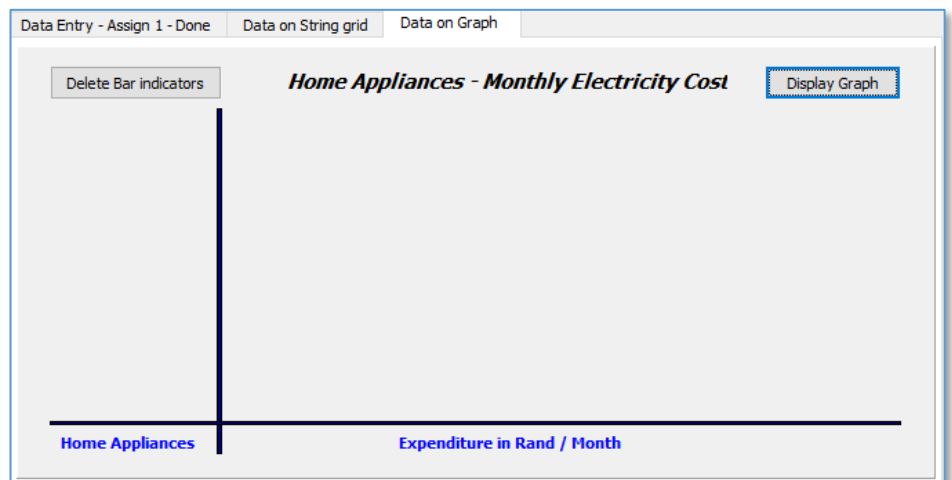 Data Entry - Assign 1 - Done Data on String grid Data on Graph
Delete Bar indicators Home Appliances - Monthly Electricity Cost Display Graph
Home Appliances Expenditure in Rand / Month